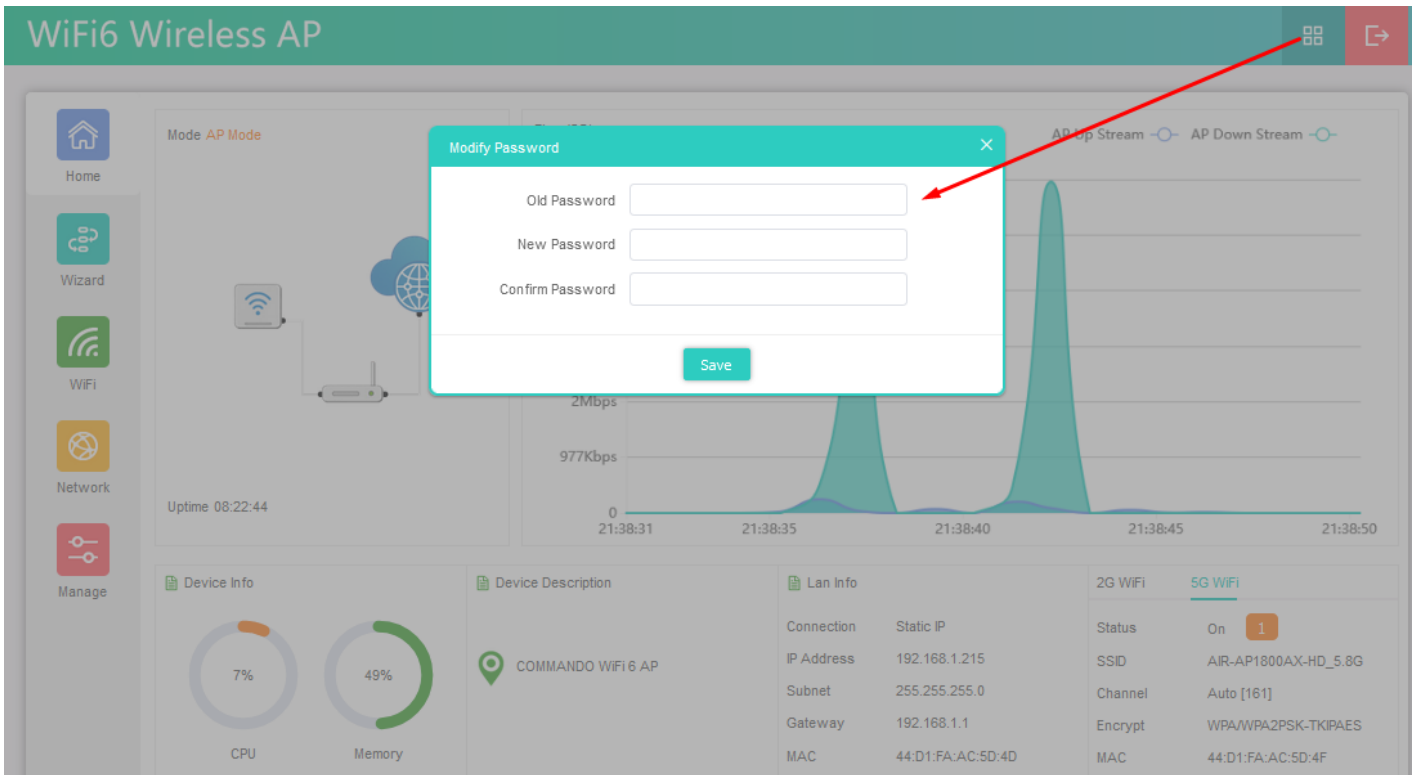 WiFi6 Wireless AP
Home
Wizard
WiFi
Network
Manage
Mode AP Mode
Uptime 08:22:44
AP Up Stream
AP Down Stream
Modify Password
Old Password
New Password
Confirm Password
Save
2Mbps
977Kbps
0
21:38:31 21:38:35 21:38:40 21:38:45 21:38:50
Device Info
7%
49%
CPU
Memory
Device Description
COMMANDO WiFi 6 AP
Lan Info
Connection Static IP
IP Address 192.168.1.215
Subnet 255.255.255.0
Gateway 192.168.1.1
MAC 44:D1:FA:AC:5D:4D
2G WiFi 5G WiFi
Status On 1
SSID AIR-AP1800AX-HD_5.8G
Channel Auto [161]
Encrypt WPA/WPA2PSK-TKIPAES
MAC 44:D1:FA:AC:5D:4F